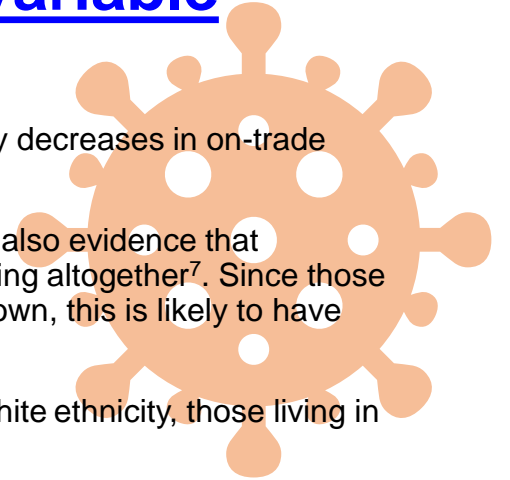 variable
y decreases in on-trade
also evidence that
ing altogether⁷. Since those
own, this is likely to have
hite ethnicity, those living in